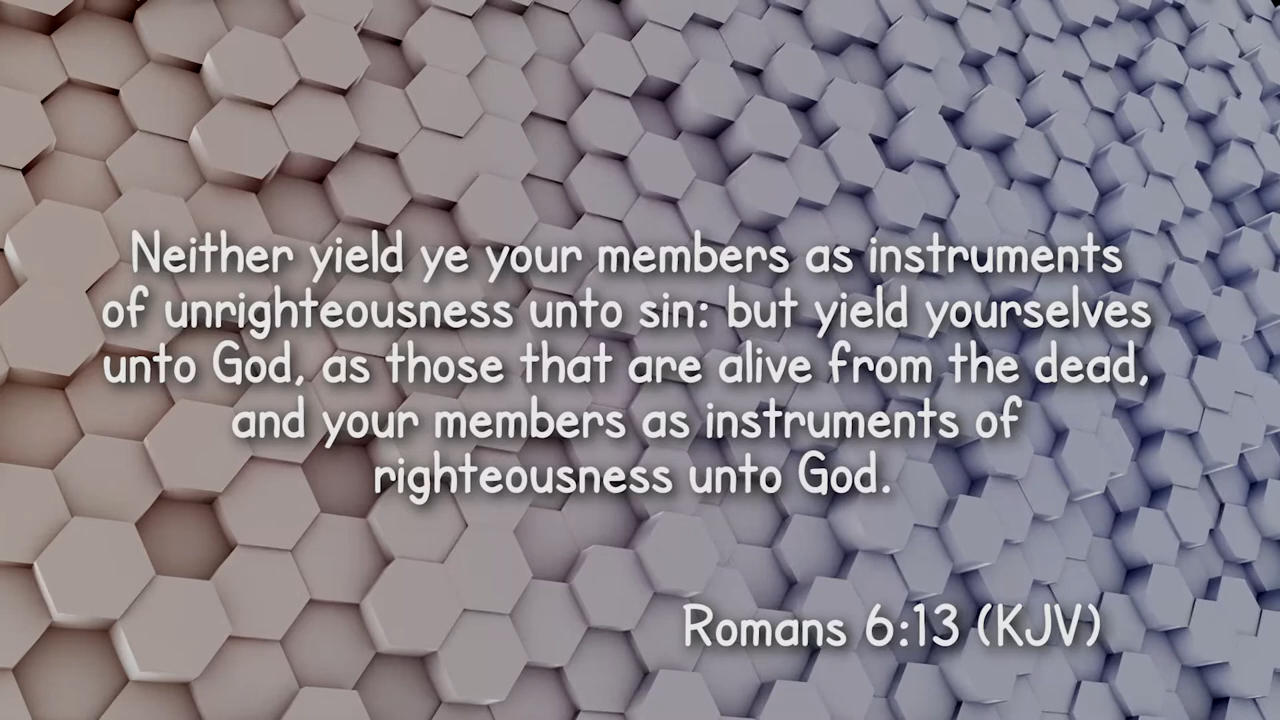 Neither yield ye your members as instruments
of unrighteousness unto sin: but yield yourselves
unto God, as those that are alive from the dead,
and your members as instruments of
righteousness unto God.
Romans 6:13 (KJV)